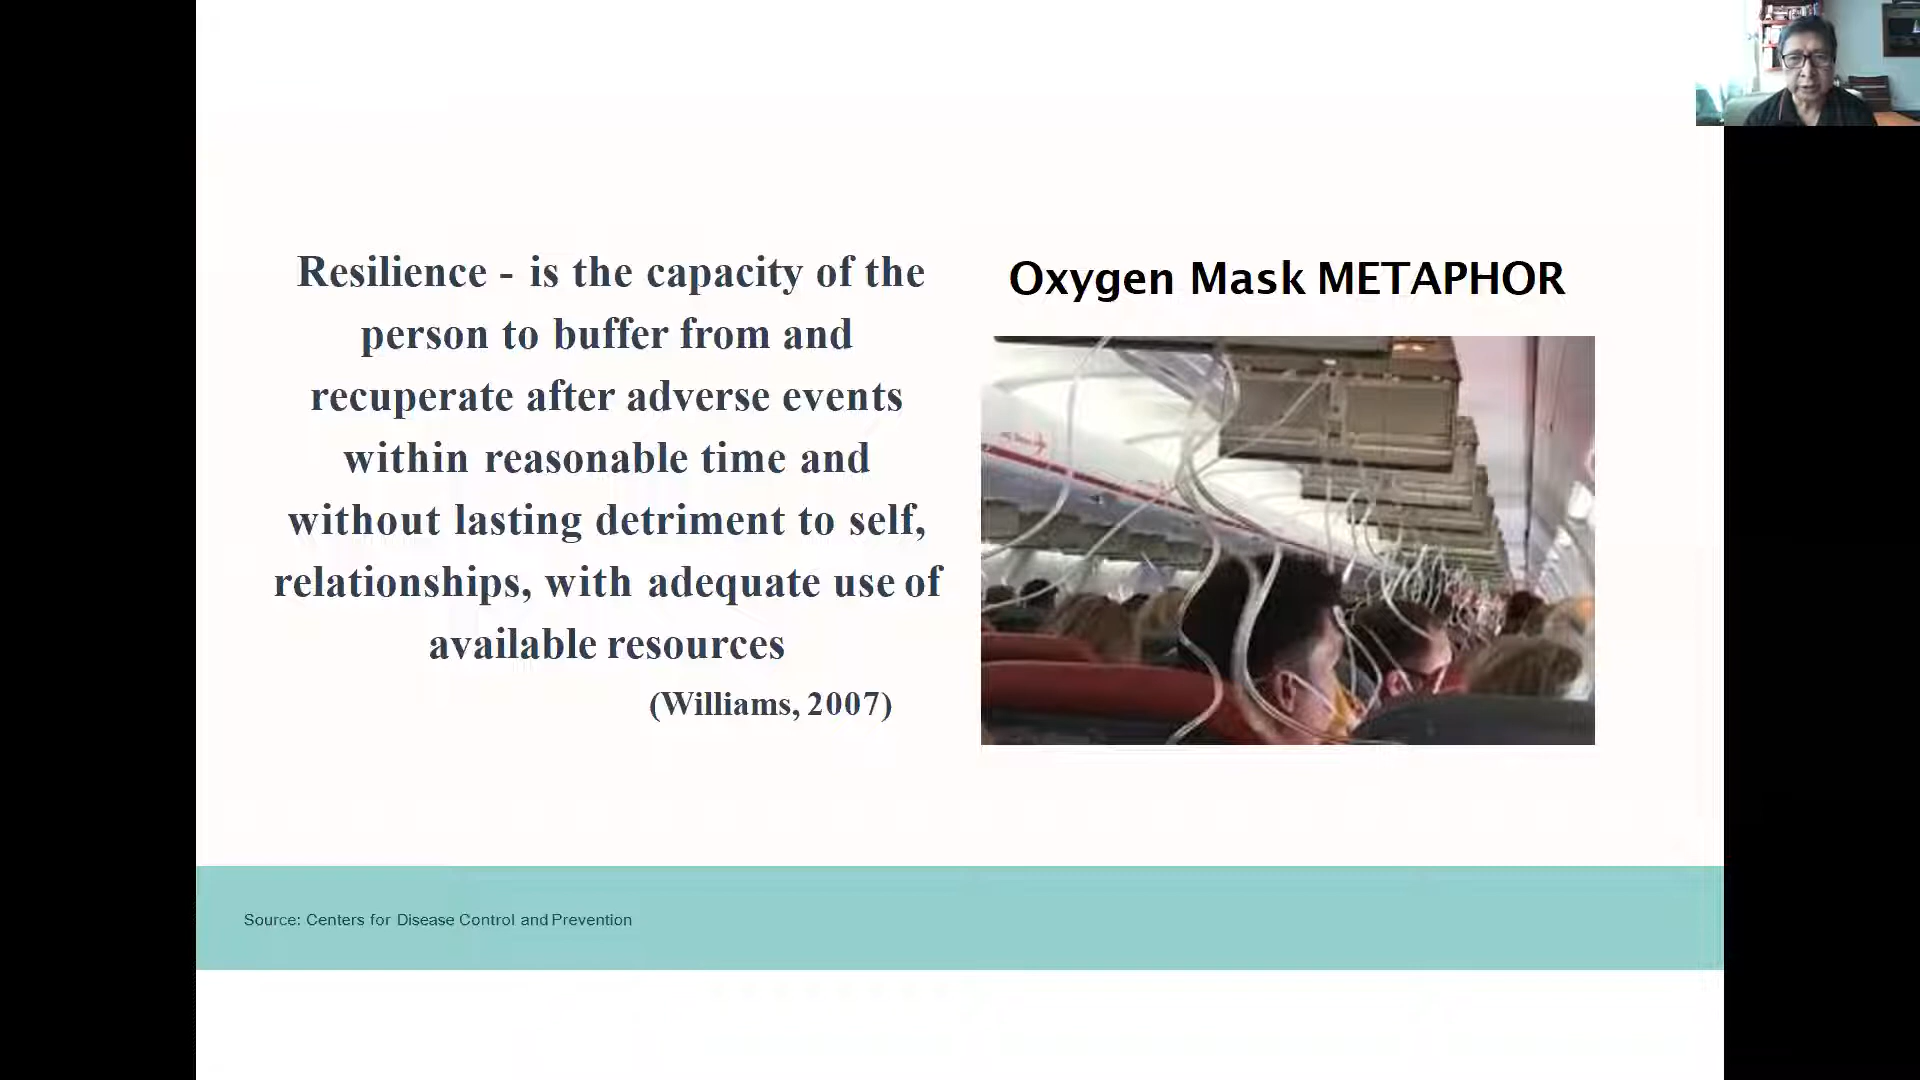 Resilience - is the capacity of the
person to buffer from and
recuperate after adverse events
within reasonable time and
without lasting detriment to self,
relationships, with adequate use of
available resources
(Williams, 2007)
Oxygen Mask METAPHOR
Source: Centers for Disease Control and Prevention